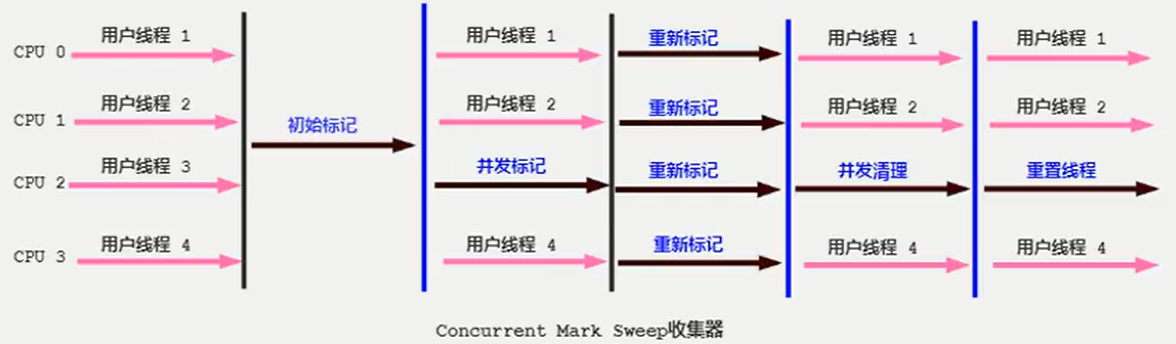 CPU 0 用户线程 1 用户线程 1 重新标记 用户线程 1 用户线程 1
CPU 1 用户线程 2 初始标记 用户线程 2 重新标记 用户线程 2 用户线程 2
CPU 2 用户线程 3 并发标记 重新标记 并发清理 重置线程
CPU 3 用户线程 4 用户线程 4 重新标记 用户线程 4 用户线程 4
Concurrent Mark Sweep收集器